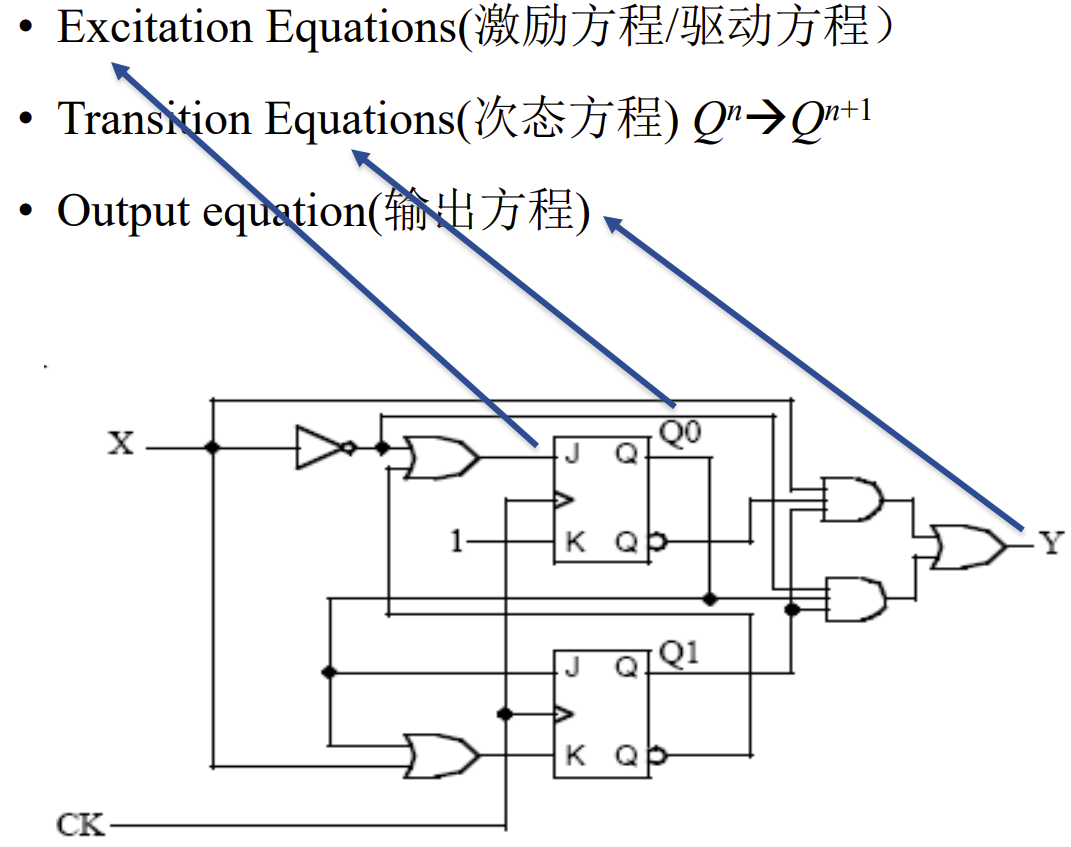 • Excitation Equations(激励方程/驱动方程）
• Transition Equations(次态方程) Qⁿ→Qⁿ⁺¹
• Output equation(输出方程)
Q0
X
J Q
1
K Q
Y
Q1
J Q
K Q
CK